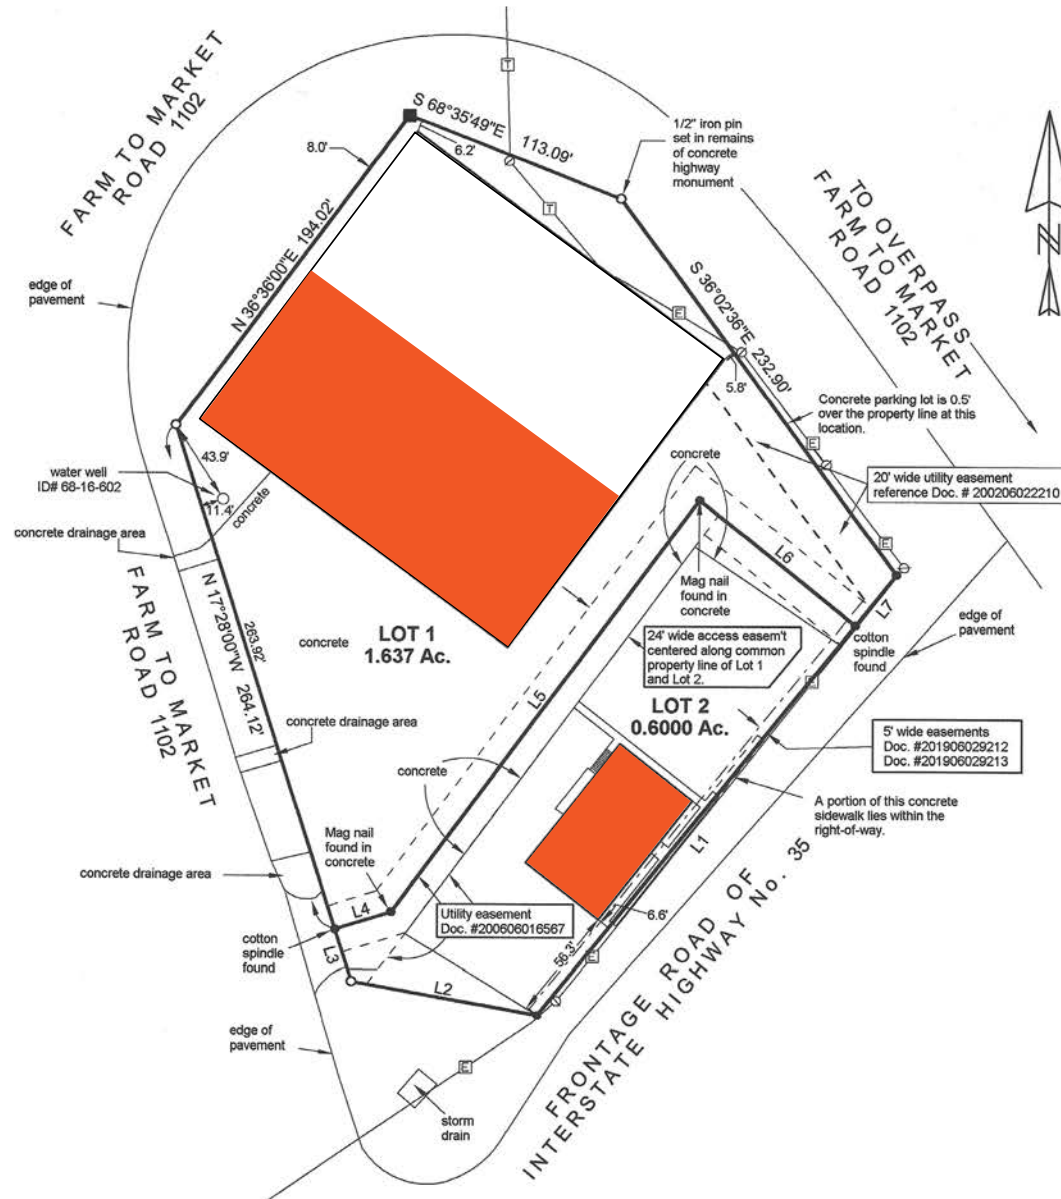 FARM TO MARKET
ROAD 1102
S 68°35'49"E 113.09'
8.0'
6.2'
T
T
1/2" iron pin
set in remains
of concrete
highway
monument
TO OVERPASS
FARM TO MARKET
ROAD 1102
N
N 36°36'00"E 194.02'
edge of
pavement
E
S 36°02'36"E 232.90'
5.8'
Concrete parking lot is 0.5'
over the property line at this
location.
E
concrete
20' wide utility easement
reference Doc. # 200206022210
43.9'
water well
ID# 68-16-602
11.4'
concrete
concrete drainage area
E
L6
Mag nail
found in
concrete
L7
edge of
pavement
FARM TO MARKET
ROAD 1102
N 17°28'00"W 264.12'
263.92'
concrete
LOT 1
1.637 Ac.
24' wide access easem't
centered along common
property line of Lot 1
and Lot 2.
cotton
spindle
found
E
L5
LOT 2
0.6000 Ac.
concrete drainage area
5' wide easements
Doc. #201906029212
Doc. #201906029213
concrete
A portion of this concrete
sidewalk lies within the
right-of-way.
Mag nail
found in
concrete
L1
concrete drainage area
L4
Utility easement
Doc. #200606016567
6.6'
cotton
spindle
found
L3
56.3'
E
L2
edge of
pavement
FRONTAGE ROAD OF
INTERSTATE HIGHWAY No. 35
E
storm
drain